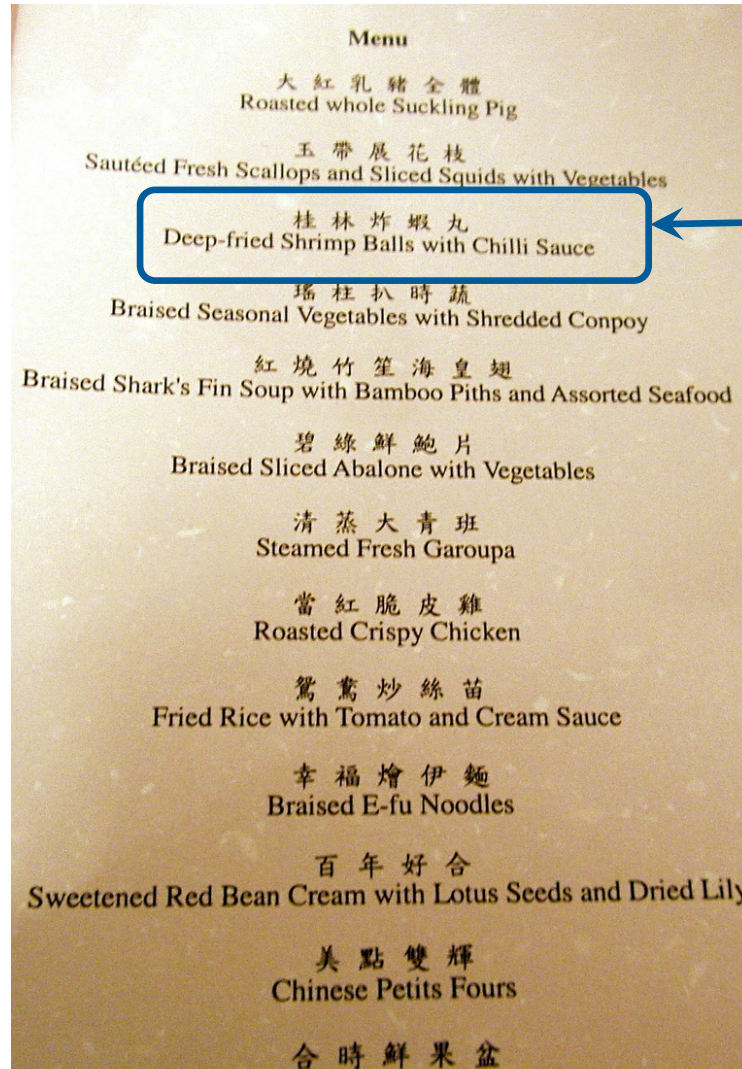 Menu
大紅乳豬全體
Roasted whole Suckling Pig
玉帶展花枝
Sautéed Fresh Scallops and Sliced Squids with Vegetables
桂林炸蝦丸
Deep-fried Shrimp Balls with Chilli Sauce
瑤柱扒時蔬
Braised Seasonal Vegetables with Shredded Conpoy
紅燒竹笙海皇翅
Braised Shark's Fin Soup with Bamboo Piths and Assorted Seafood
碧綠鮮鮑片
Braised Sliced Abalone with Vegetables
清蒸大青班
Steamed Fresh Garoupa
當紅脆皮雞
Roasted Crispy Chicken
鴛鴦炒絲苗
Fried Rice with Tomato and Cream Sauce
幸福燴伊麵
Braised E-fu Noodles
百年好合
Sweetened Red Bean Cream with Lotus Seeds and Dried Lily
美點雙輝
Chinese Petits Fours
合時鮮果盆